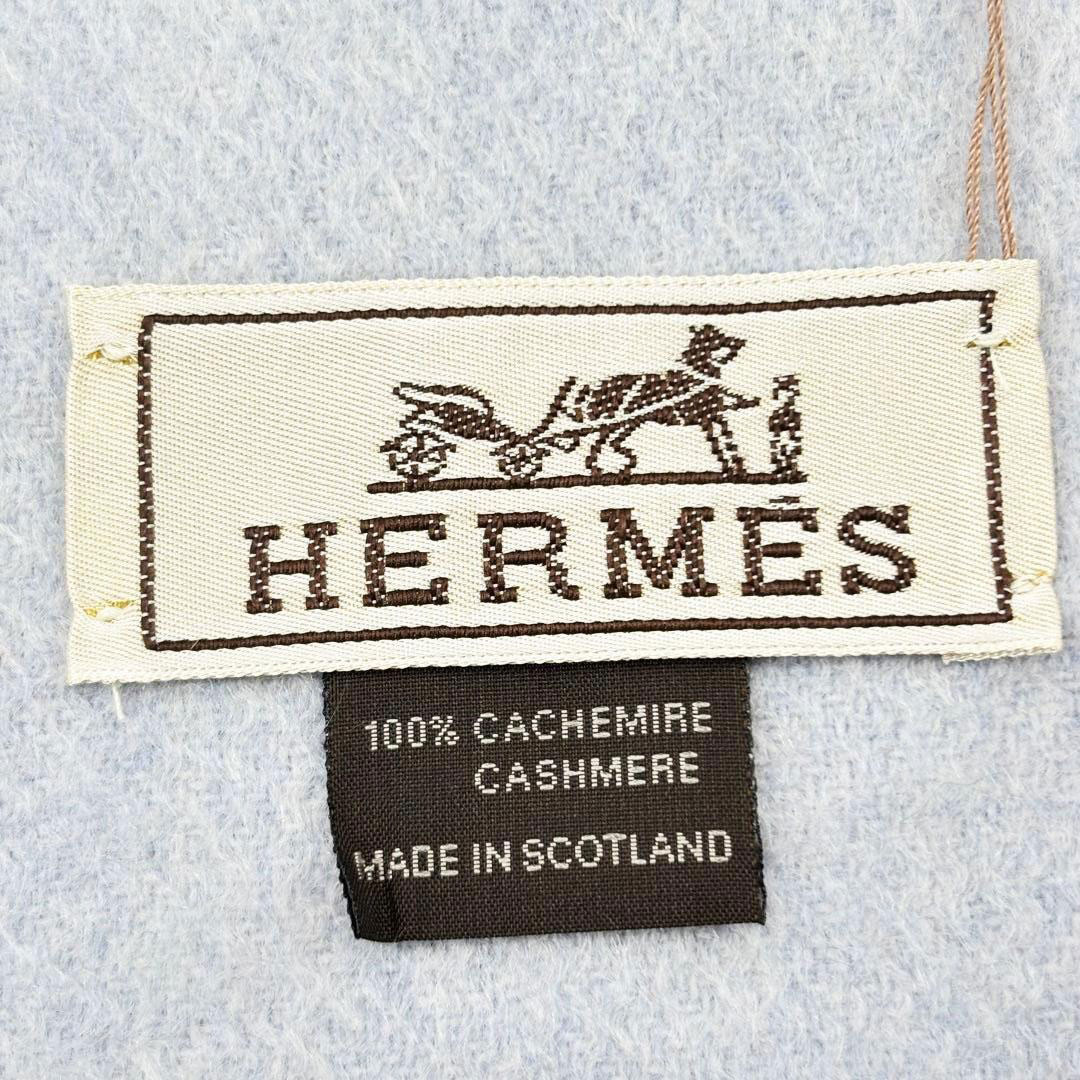 HERMÈS
100% CACHEMIRE
CASHMERE
MADE IN SCOTLAND